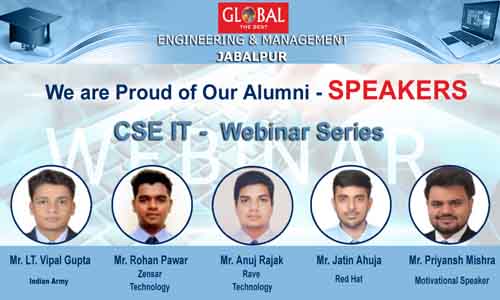 GLOBAL
THE BEST
ENGINEERING & MANAGEMENT
JABALPUR
We are Proud of Our Alumni - SPEAKERS
CSE IT - Webinar Series
WEBINAR
Mr. LT. Vipal Gupta
Indian Army
Mr. Rohan Pawar
Zensar
Technology
Mr. Anuj Rajak
Rave
Technology
Mr. Jatin Ahuja
Red Hat
Mr. Priyansh Mishra
Motivational Speaker